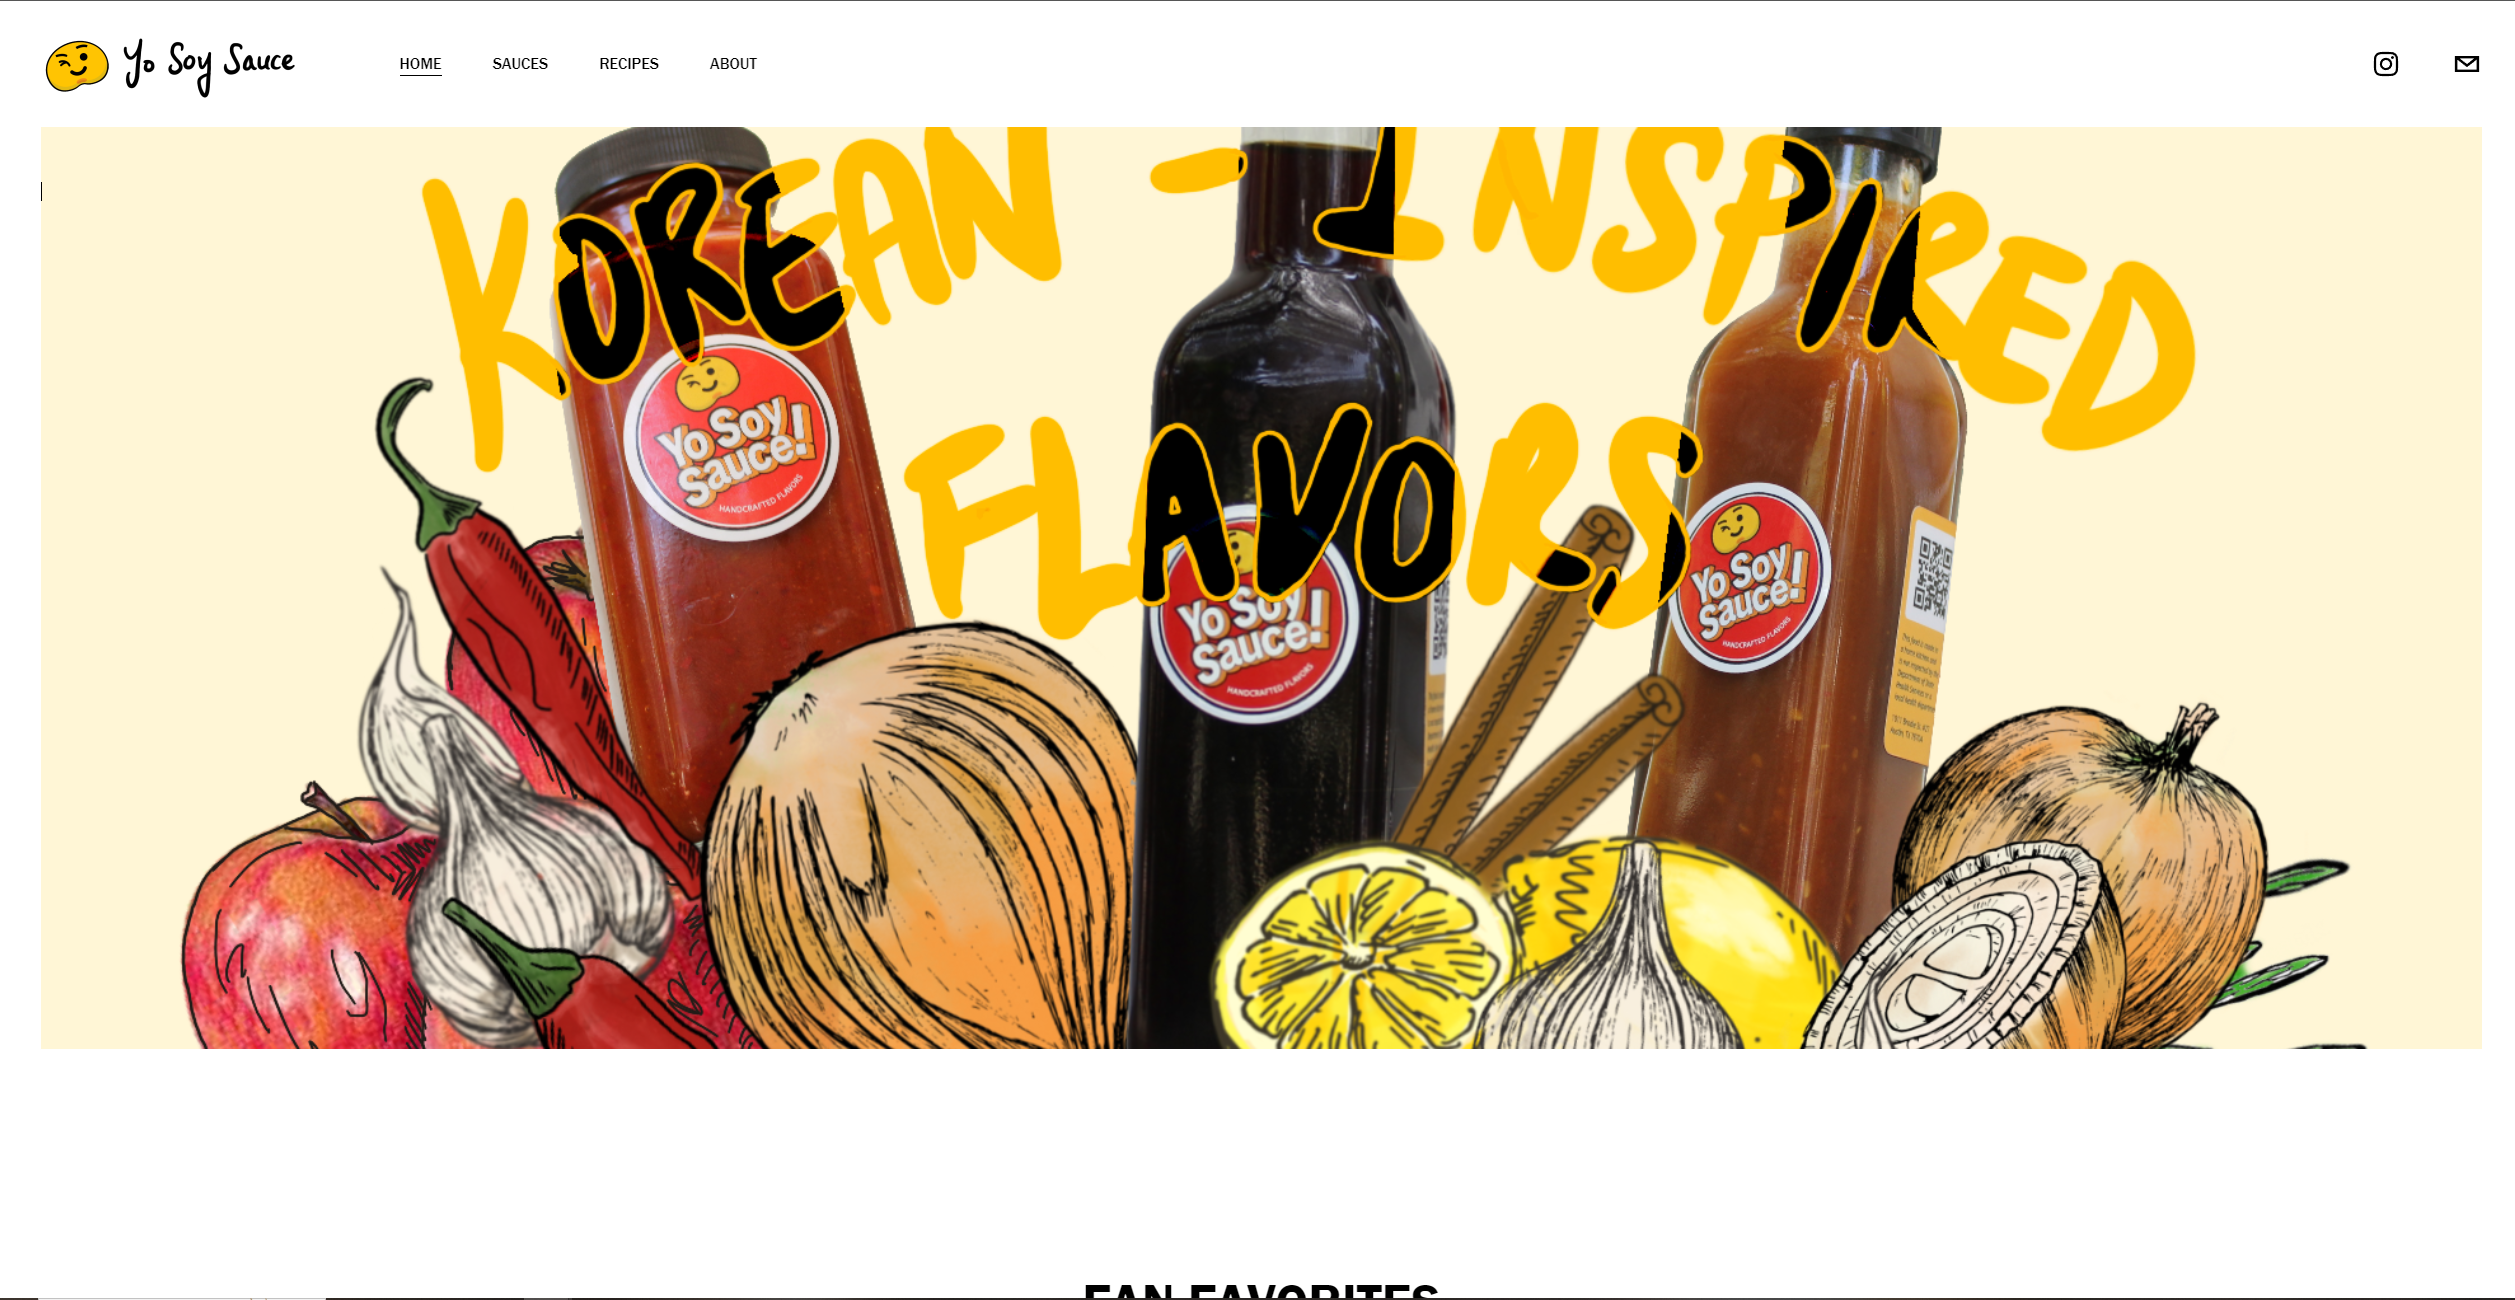 Yo Soy Sauce
HOME SAUCES RECIPES ABOUT
KOREAN - INSPIRED
FLAVORS
Yo Soy
Sauce!
HANDCRAFTED FLAVORS
Yo Soy
Sauce!
HANDCRAFTED FLAVORS
Yo Soy
Sauce!
HANDCRAFTED FLAVORS
FAN FAVORITES